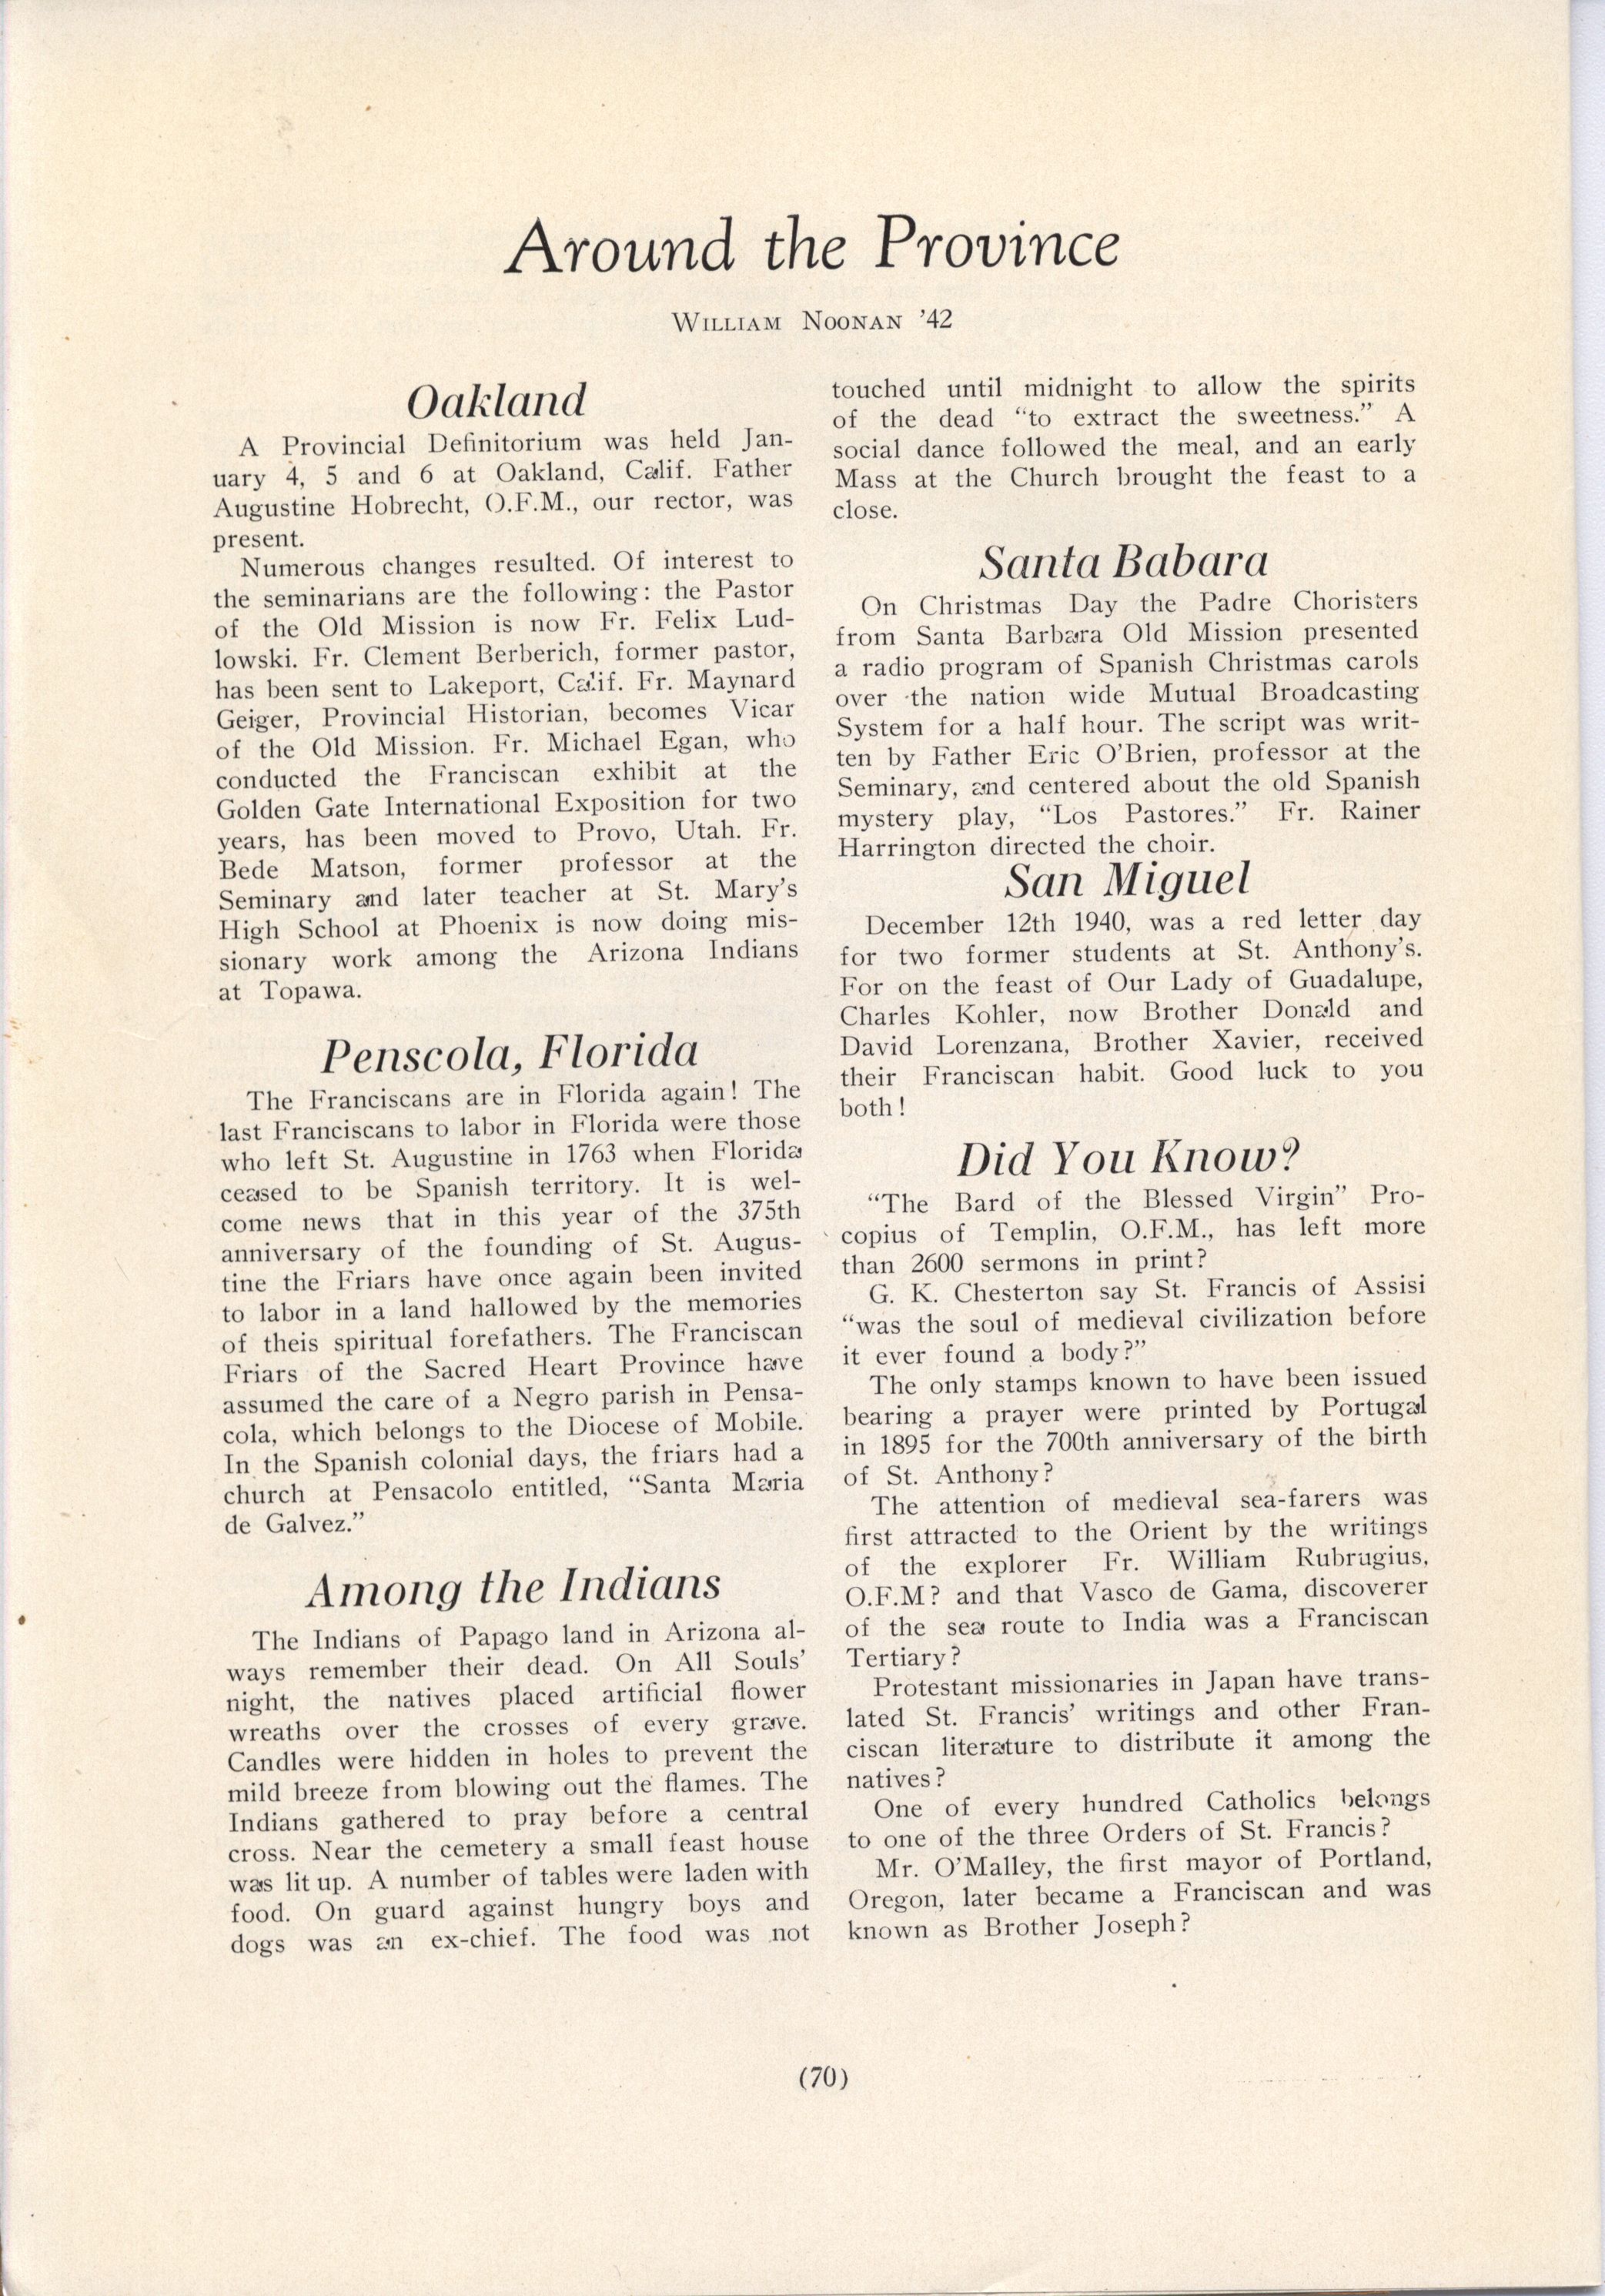 Around the Province
WILLIAM NOONAN '42
Oakland
A Provincial Definitorium was held Jan-
uary 4, 5 and 6 at Oakland, Calif. Father
Augustine Hobrecht, O.F.M., our rector, was
present.
Numerous changes resulted. Of interest to
the seminarians are the following: the Pastor
of the Old Mission is now Fr. Felix Lud-
lowski. Fr. Clement Berberich, former pastor,
has been sent to Lakeport, Calif. Fr. Maynard
Geiger, Provincial Historian, becomes Vicar
of the Old Mission. Fr. Michael Egan, who
conducted the Franciscan exhibit at the
Golden Gate International Exposition for two
years, has been moved to Provo, Utah. Fr.
Bede Matson, former professor at the
Seminary and later teacher at St. Mary's
High School at Phoenix is now doing mis-
sionary work among the Arizona Indians
at Topawa.
Penscola, Florida
The Franciscans are in Florida again! The
last Franciscans to labor in Florida were those
who left St. Augustine in 1763 when Florida
ceased to be Spanish territory. It is wel-
come news that in this year of the 375th
anniversary of the founding of St. Augus-
tine the Friars have once again been invited
to labor in a land hallowed by the memories
of theis spiritual forefathers. The Franciscan
Friars of the Sacred Heart Province have
assumed the care of a Negro parish in Pensa-
cola, which belongs to the Diocese of Mobile.
In the Spanish colonial days, the friars had a
church at Pensacolo entitled, "Santa Maria
de Galvez."
Among the Indians
The Indians of Papago land in Arizona al-
ways remember their dead. On All Souls'
night, the natives placed artificial flower
wreaths over the crosses of every grave.
Candles were hidden in holes to prevent the
mild breeze from blowing out the flames. The
Indians gathered to pray before a central
cross. Near the cemetery a small feast house
was lit up. A number of tables were laden with
food. On guard against hungry boys and
dogs was an ex-chief. The food was not
touched until midnight to allow the spirits
of the dead "to extract the sweetness." A
social dance followed the meal, and an early
Mass at the Church brought the feast to a
close.
Santa Babara
On Christmas Day the Padre Choristers
from Santa Barbara Old Mission presented
a radio program of Spanish Christmas carols
over the nation wide Mutual Broadcasting
System for a half hour. The script was writ-
ten by Father Eric O'Brien, professor at the
Seminary, and centered about the old Spanish
mystery play, "Los Pastores." Fr. Rainer
Harrington directed the choir.
San Miguel
December 12th 1940, was a red letter day
for two former students at St. Anthony's.
For on the feast of Our Lady of Guadalupe,
Charles Kohler, now Brother Donald and
David Lorenzana, Brother Xavier, received
their Franciscan habit. Good luck to you
both!
Did You Know?
"The Bard of the Blessed Virgin" Pro-
copius of Templin, O.F.M., has left more
than 2600 sermons in print?
G. K. Chesterton say St. Francis of Assisi
"was the soul of medieval civilization before
it ever found a body?"
The only stamps known to have been issued
bearing a prayer were printed by Portugal
in 1895 for the 700th anniversary of the birth
of St. Anthony?
The attention of medieval sea-farers was
first attracted to the Orient by the writings
of the explorer Fr. William Rubrugius,
O.F.M? and that Vasco de Gama, discoverer
of the sea route to India was a Franciscan
Tertiary?
Protestant missionaries in Japan have trans-
lated St. Francis' writings and other Fran-
ciscan literature to distribute it among the
natives?
One of every hundred Catholics belongs
to one of the three Orders of St. Francis?
Mr. O'Malley, the first mayor of Portland,
Oregon, later became a Franciscan and was
known as Brother Joseph?
(70)